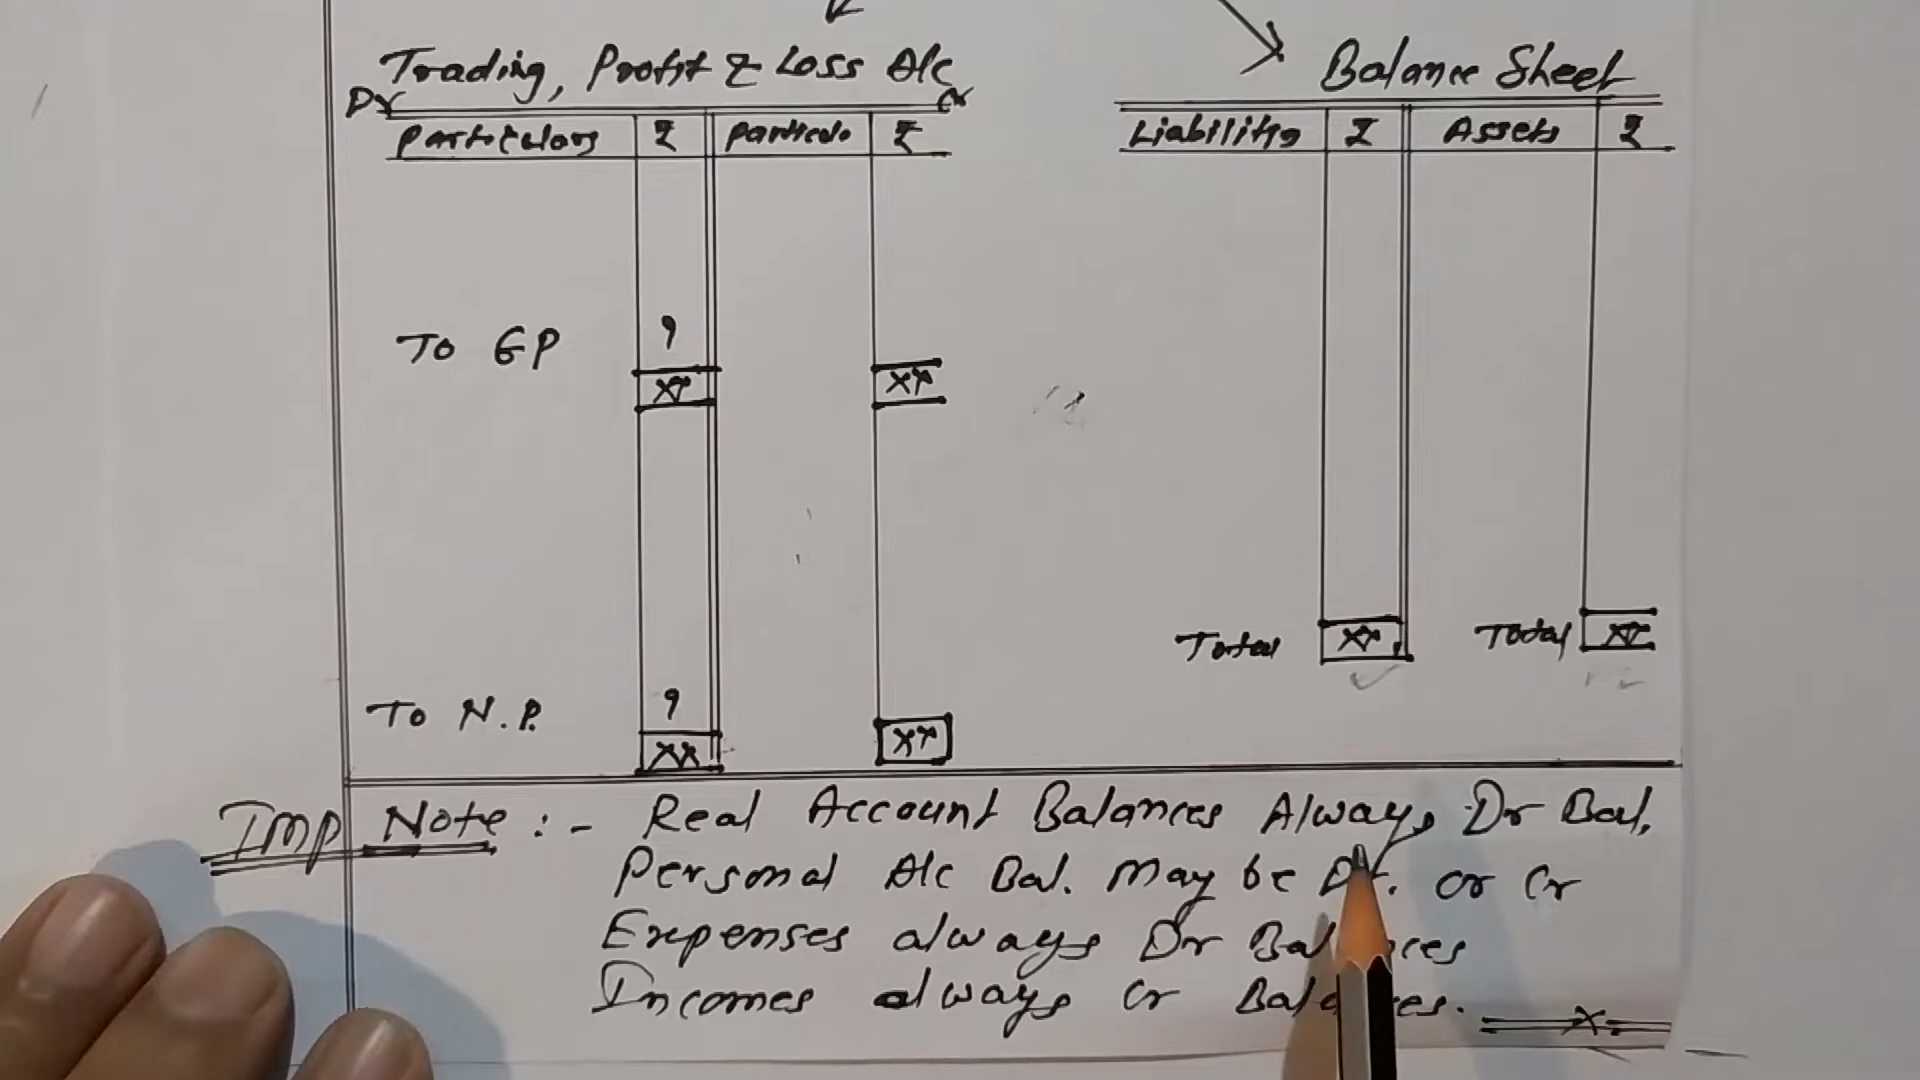 Trading, Profit & Loss A/c
Dr Cr
Particulars ₹ Particulo ₹
To GP ?
XX XX
To N.P. ?
XX XX
Balance Sheet
Liability ₹ Assets ₹
Total XX Total XX
Imp Note :- Real Account Balances Always Dr Bal,
Personal A/c Bal. May be Dr. or Cr
Expenses always Dr Balances
Incomes always Cr Balances.